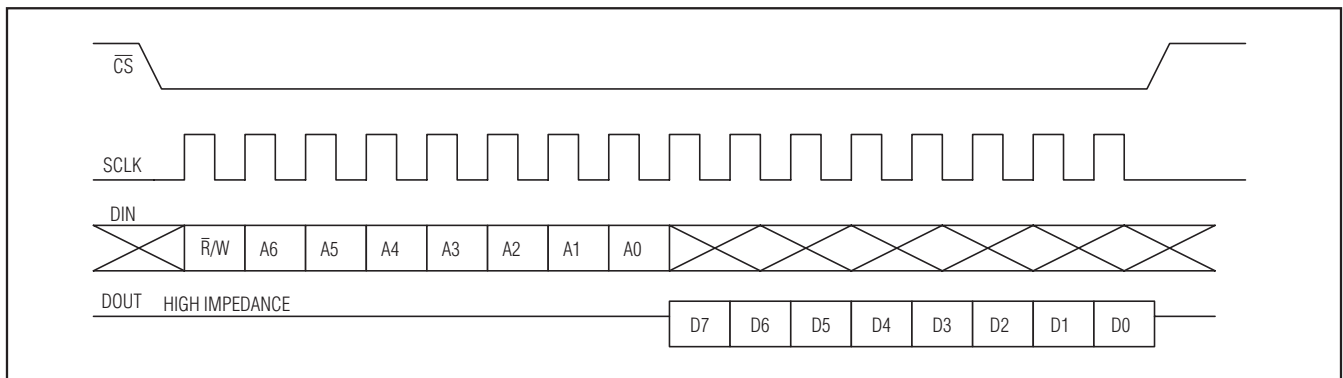 C̅S̅
SCLK
DIN
R̅/W A6 A5 A4 A3 A2 A1 A0
DOUT HIGH IMPEDANCE
D7 D6 D5 D4 D3 D2 D1 D0